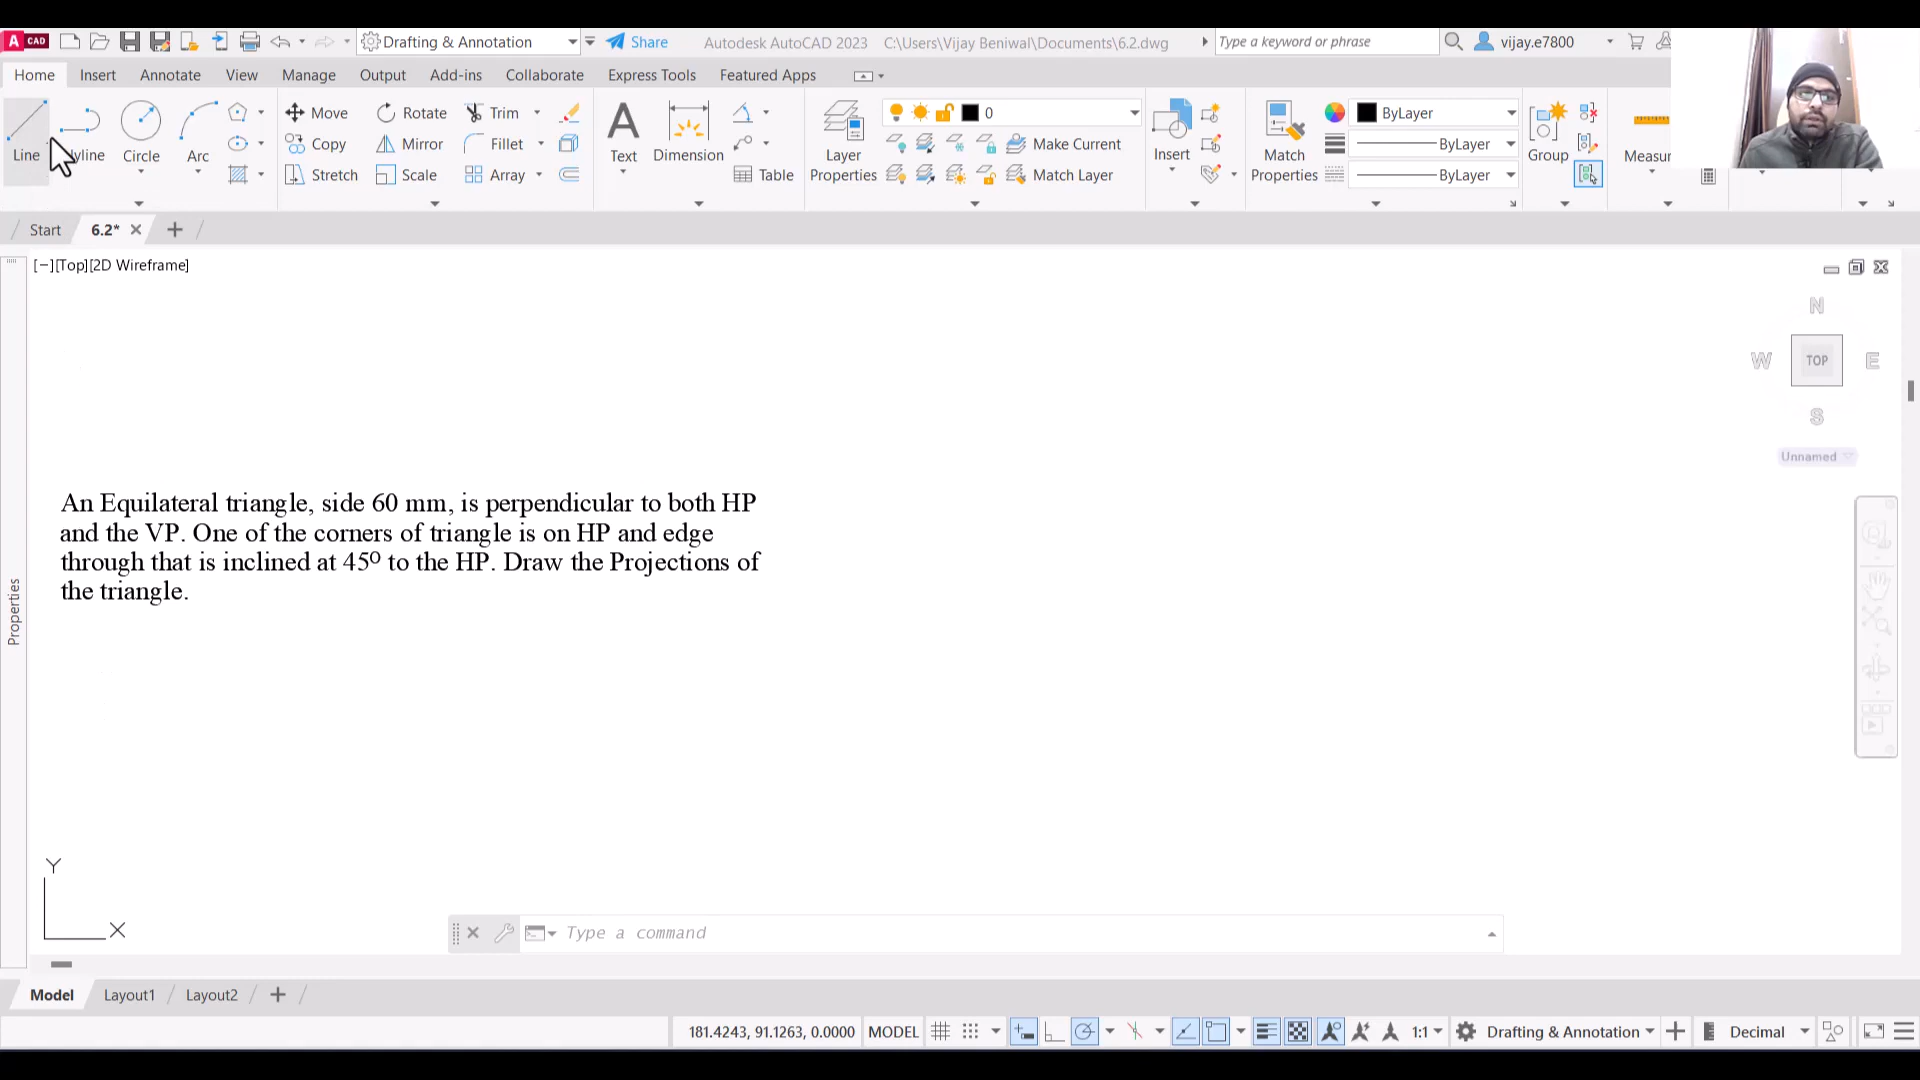 A CAD
Drafting & Annotation
Share
Autodesk AutoCAD 2023 C:\Users\Vijay Beniwal\Documents\6.2.dwg
Type a keyword or phrase
vijay.e7800
Home Insert Annotate View Manage Output Add-ins Collaborate Express Tools Featured Apps
Line
Circle
Arc
Move
Rotate
Trim
Copy
Mirror
Fillet
Stretch
Scale
Array
A
Text
Dimension
Table
Layer
Properties
0
Make Current
Match Layer
Insert
Match
Properties
ByLayer
ByLayer
ByLayer
Group
Start 6.2*
[−][Top][2D Wireframe]
N
W TOP E
S
Unnamed
An Equilateral triangle, side 60 mm, is perpendicular to both HP
and the VP. One of the corners of triangle is on HP and edge
through that is inclined at 45º to the HP. Draw the Projections of
the triangle.
Properties
Y
X
Type a command
Model Layout1 Layout2
181.4243, 91.1263, 0.0000 MODEL 1:1 Drafting & Annotation Decimal